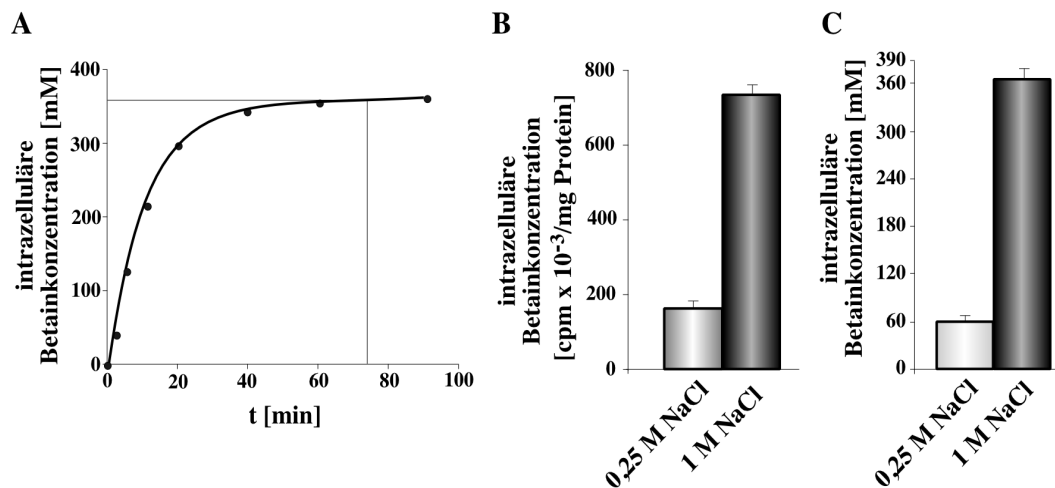 A
intrazelluläre
Betainkonzentration [mM]
400
300
200
100
0
0
20
40
60
80
100
t [min]
B
intrazelluläre
Betainkonzentration
[cpm x 10⁻³/mg Protein]
800
600
400
200
0
0,25 M NaCl
1 M NaCl
C
intrazelluläre
Betainkonzentration [mM]
390
360
300
240
180
120
60
0
0,25 M NaCl
1 M NaCl